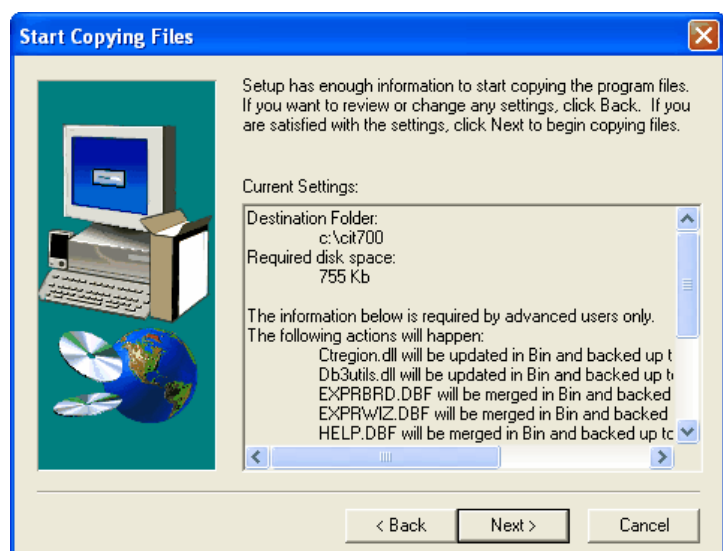 Start Copying Files
Setup has enough information to start copying the program files.
If you want to review or change any settings, click Back. If you
are satisfied with the settings, click Next to begin copying files.
Current Settings:
Destination Folder:
c:\cit700
Required disk space:
755 Kb
The information below is required by advanced users only.
The following actions will happen:
Ctregion.dll will be updated in Bin and backed up t
Db3utils.dll will be updated in Bin and backed up to
EXPRBRD.DBF will be merged in Bin and backed
EXPRWIZ.DBF will be merged in Bin and backed
HELP.DBF will be merged in Bin and backed up to
< Back
Next >
Cancel